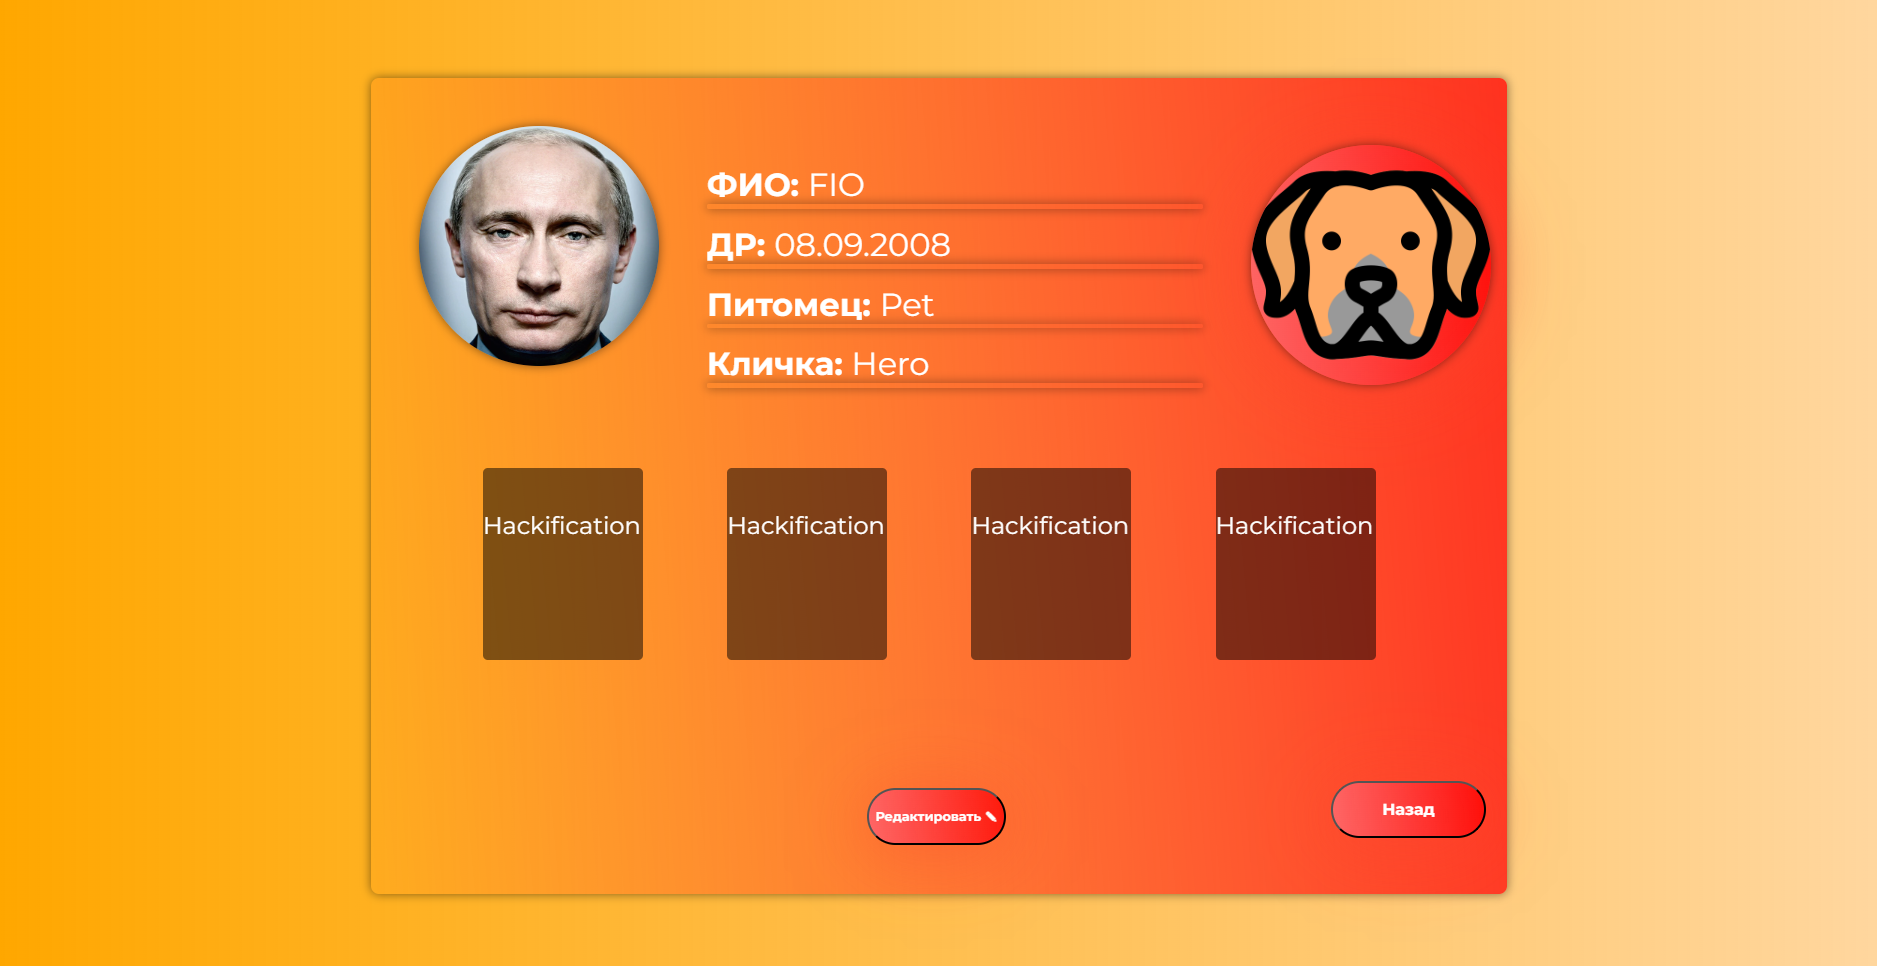 ФИО: FIO
ДР: 08.09.2008
Питомец: Pet
Кличка: Hero
Hackification
Hackification
Hackification
Hackification
Редактировать ✎
Назад